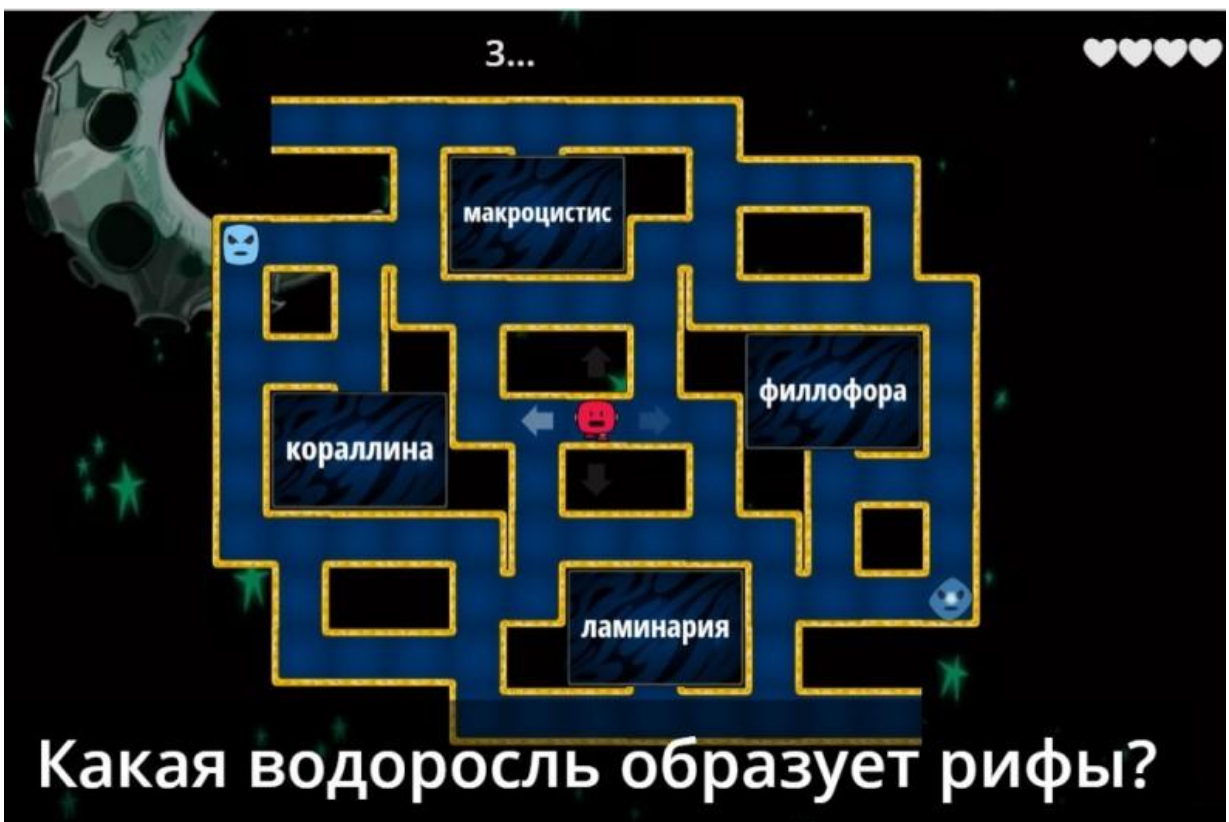 3...
макроцистис
филлофора
кораллина
ламинария
Какая водоросль образует рифы?